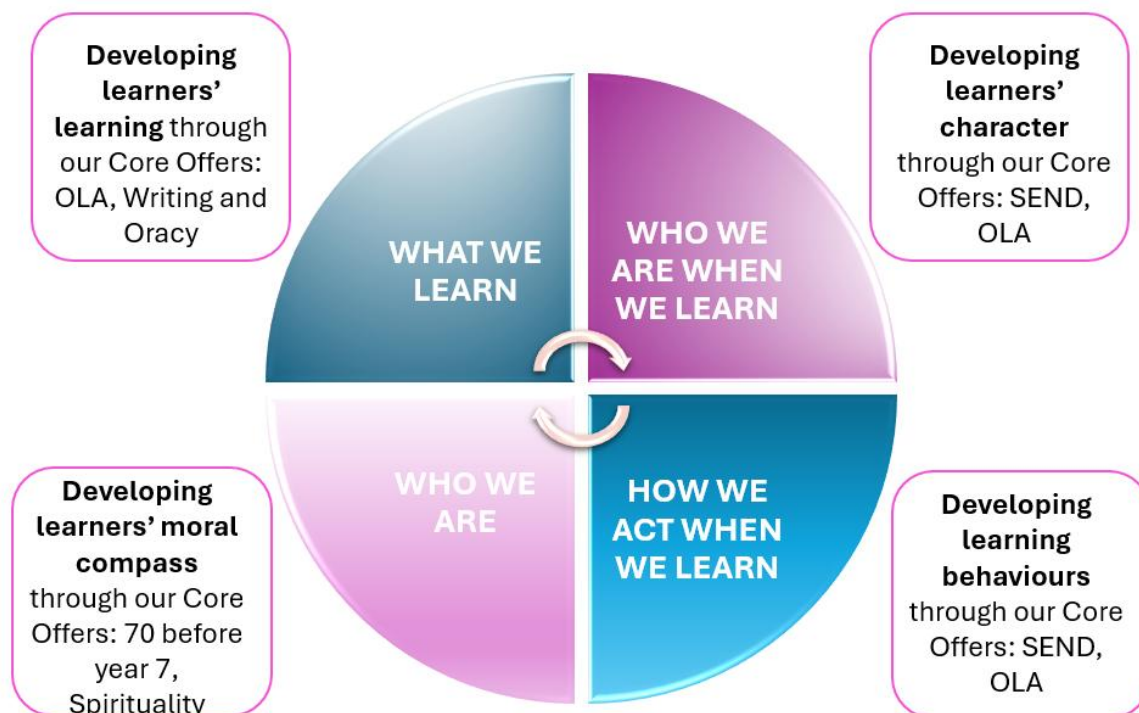 Developing
learners’
learning through
our Core Offers:
OLA, Writing and
Oracy
Developing
learners’
character
through our Core
Offers: SEND,
OLA
WHAT WE
LEARN
WHO WE
ARE WHEN
WE LEARN
WHO WE
ARE
HOW WE
ACT WHEN
WE LEARN
Developing
learners’ moral
compass
through our Core
Offers: 70 before
year 7,
Spirituality
Developing
learning
behaviours
through our Core
Offers: SEND,
OLA